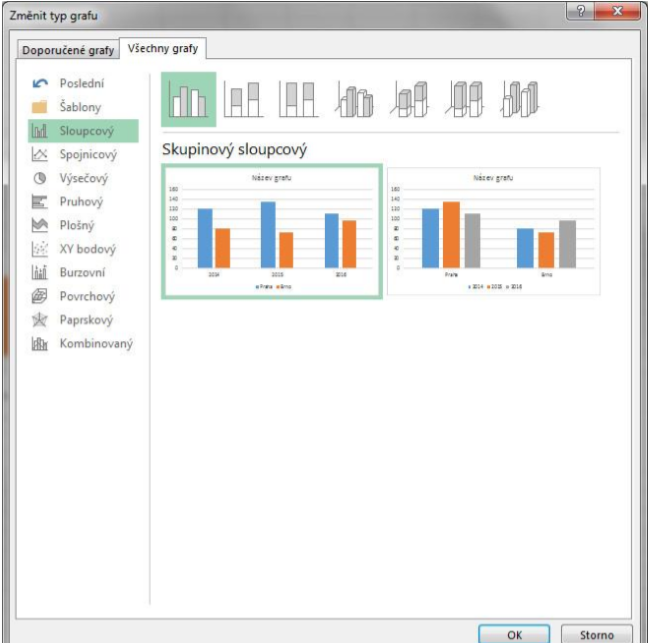 Změnit typ grafu
Doporučené grafy
Všechny grafy
Poslední
Šablony
Sloupcový
Spojnicový
Výsečový
Pruhový
Plošný
XY bodový
Burzovní
Povrchový
Paprskový
Kombinovaný
Skupinový sloupcový
Název grafu
160
140
120
100
80
60
40
20
0
2014 2015 2016
Praha Brno
Název grafu
160
140
120
100
80
60
40
20
0
Praha Brno
2014 2015 2016
OK
Storno